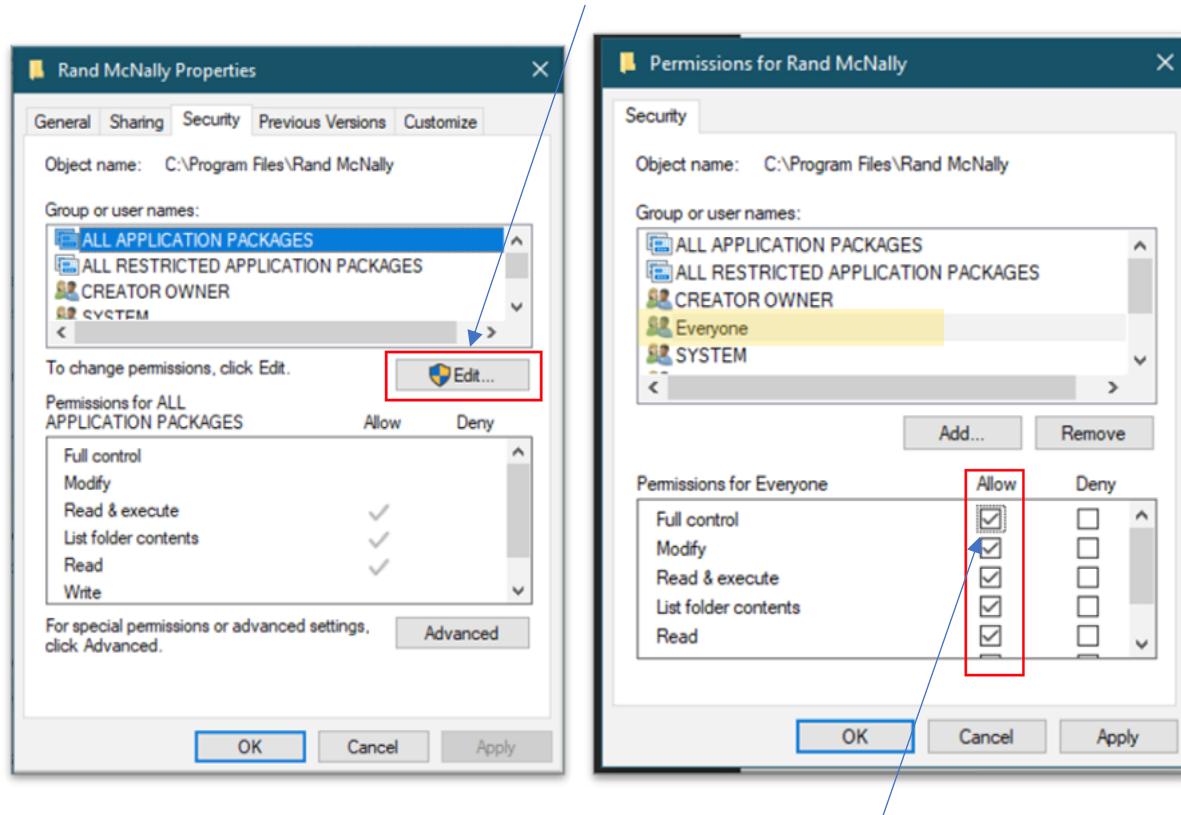 Rand McNally Properties
General Sharing Security Previous Versions Customize
Object name: C:\Program Files\Rand McNally
Group or user names:
ALL APPLICATION PACKAGES
ALL RESTRICTED APPLICATION PACKAGES
CREATOR OWNER
SYSTEM
To change permissions, click Edit.
Edit...
Permissions for ALL
APPLICATION PACKAGES Allow Deny
Full control
Modify
Read & execute
List folder contents
Read
Write
For special permissions or advanced settings,
click Advanced.
Advanced
OK Cancel Apply
Permissions for Rand McNally
Security
Object name: C:\Program Files\Rand McNally
Group or user names:
ALL APPLICATION PACKAGES
ALL RESTRICTED APPLICATION PACKAGES
CREATOR OWNER
Everyone
SYSTEM
Add... Remove
Permissions for Everyone Allow Deny
Full control
Modify
Read & execute
List folder contents
Read
OK Cancel Apply